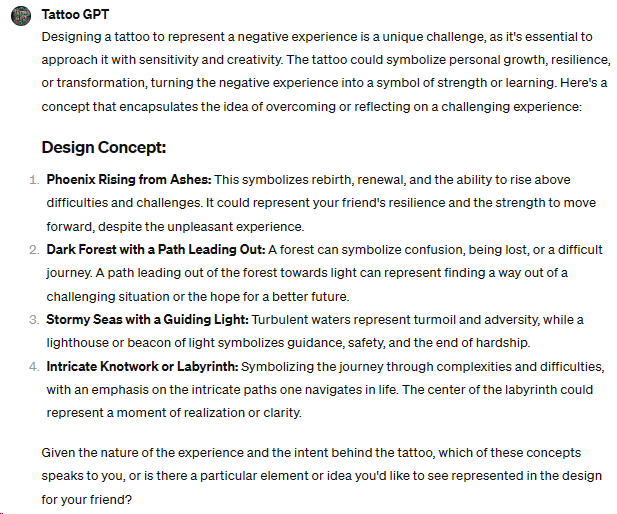 Tattoo GPT
Designing a tattoo to represent a negative experience is a unique challenge, as it's essential to
approach it with sensitivity and creativity. The tattoo could symbolize personal growth, resilience,
or transformation, turning the negative experience into a symbol of strength or learning. Here's a
concept that encapsulates the idea of overcoming or reflecting on a challenging experience:
Design Concept:
1. Phoenix Rising from Ashes: This symbolizes rebirth, renewal, and the ability to rise above
difficulties and challenges. It could represent your friend's resilience and the strength to move
forward, despite the unpleasant experience.
2. Dark Forest with a Path Leading Out: A forest can symbolize confusion, being lost, or a difficult
journey. A path leading out of the forest towards light can represent finding a way out of a
challenging situation or the hope for a better future.
3. Stormy Seas with a Guiding Light: Turbulent waters represent turmoil and adversity, while a
lighthouse or beacon of light symbolizes guidance, safety, and the end of hardship.
4. Intricate Knotwork or Labyrinth: Symbolizing the journey through complexities and difficulties,
with an emphasis on the intricate paths one navigates in life. The center of the labyrinth could
represent a moment of realization or clarity.
Given the nature of the experience and the intent behind the tattoo, which of these concepts
speaks to you, or is there a particular element or idea you'd like to see represented in the design
for your friend?